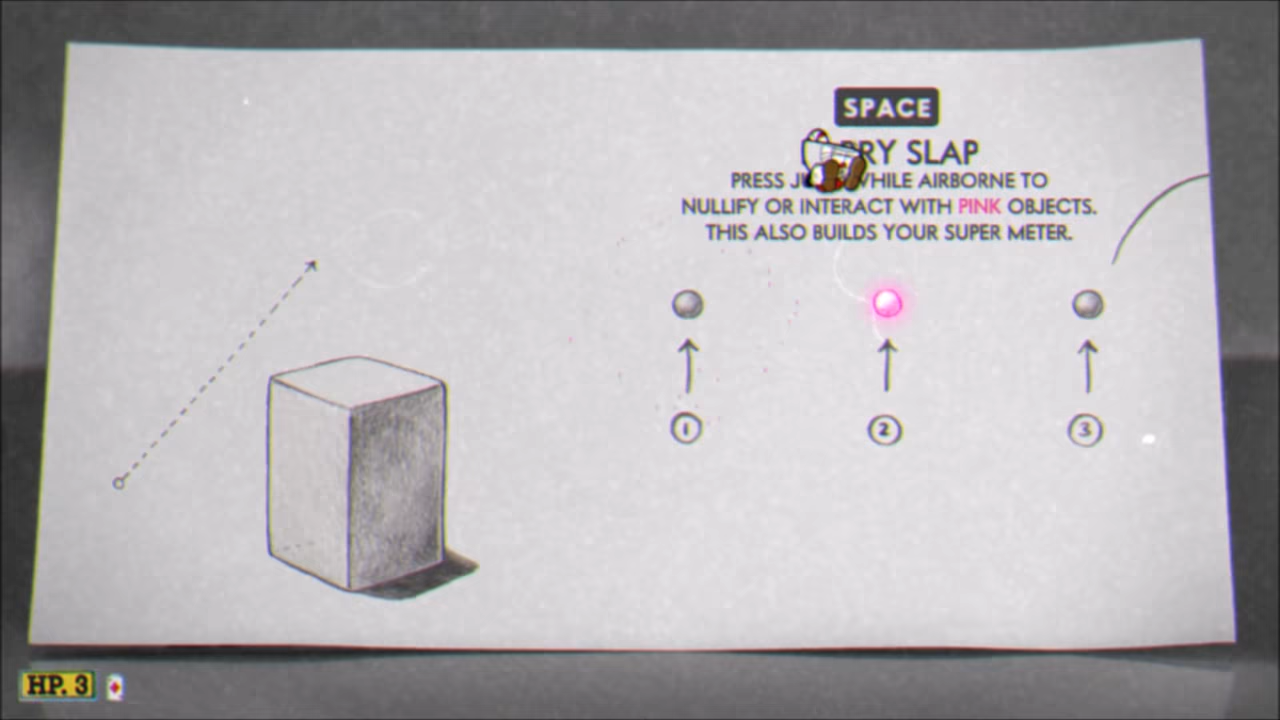 SPACE
RY SLAP
PRESS WHILE AIRBORNE TO
NULLIFY OR INTERACT WITH PINK OBJECTS.
THIS ALSO BUILDS YOUR SUPER METER.
1 2 3
HP. 3